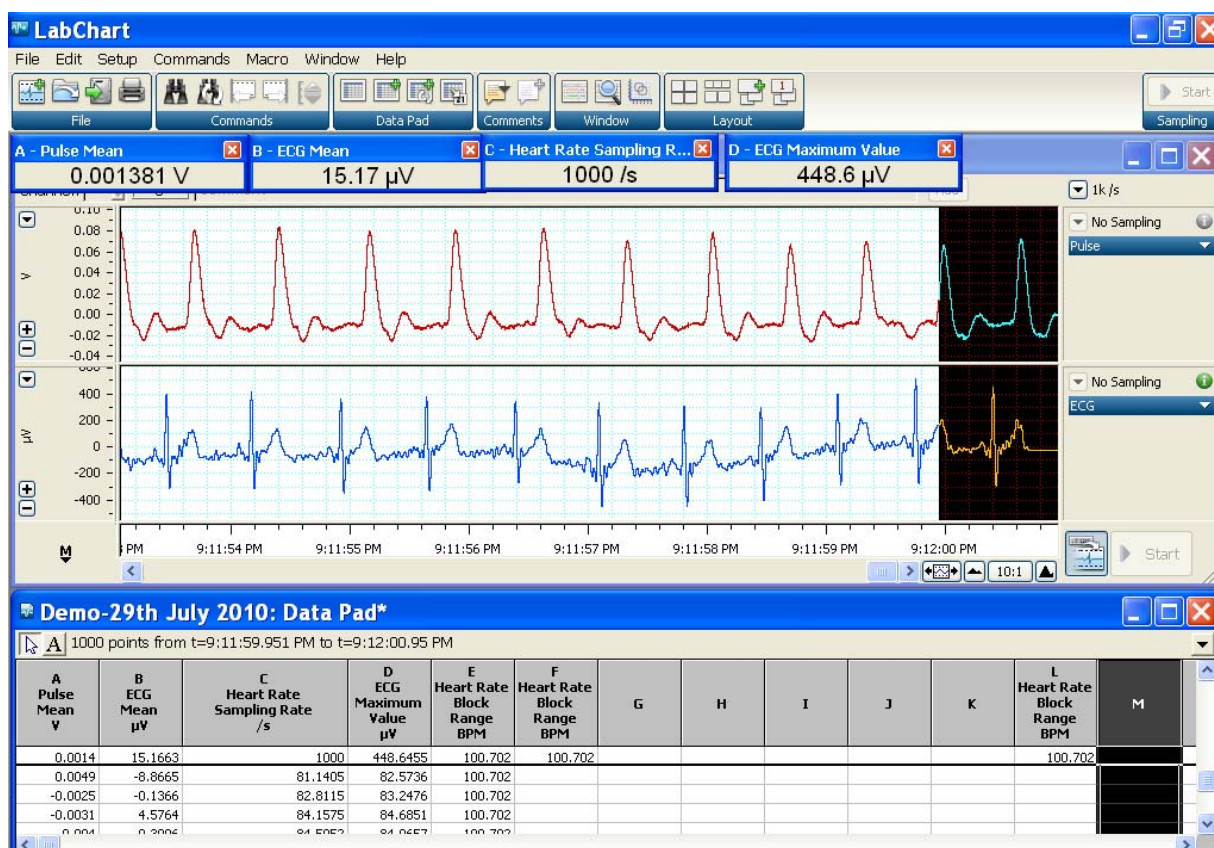 LabChart
File Edit Setup Commands Macro Window Help
File Commands Data Pad Comments Window Layout Start Sampling
A - Pulse Mean B - ECG Mean C - Heart Rate Sampling R... D - ECG Maximum Value
0.001381 V 15.17 µV 1000 /s 448.6 µV
1k /s
0.10
0.08
0.06
0.04
0.02
0.00
-0.02
-0.04
V
No Sampling
Pulse
400
200
0
-200
-400
µV
No Sampling
ECG
M PM 9:11:54 PM 9:11:55 PM 9:11:56 PM 9:11:57 PM 9:11:58 PM 9:11:59 PM 9:12:00 PM Start
10:1
Demo-29th July 2010: Data Pad*
A 1000 points from t=9:11:59.951 PM to t=9:12:00.95 PM
A Pulse Mean V
B ECG Mean µV
C Heart Rate Sampling Rate /s
D ECG Maximum Value µV
E Heart Rate Block Range BPM
F Heart Rate Block Range BPM
G
H
I
J
K
L Heart Rate Block Range BPM
M
0.0014 15.1663 1000 448.6455 100.702 100.702 100.702
0.0049 -8.8665 81.1405 82.5736 100.702
-0.0025 -0.1366 82.8115 83.2476 100.702
-0.0031 4.5764 84.1575 84.6851 100.702